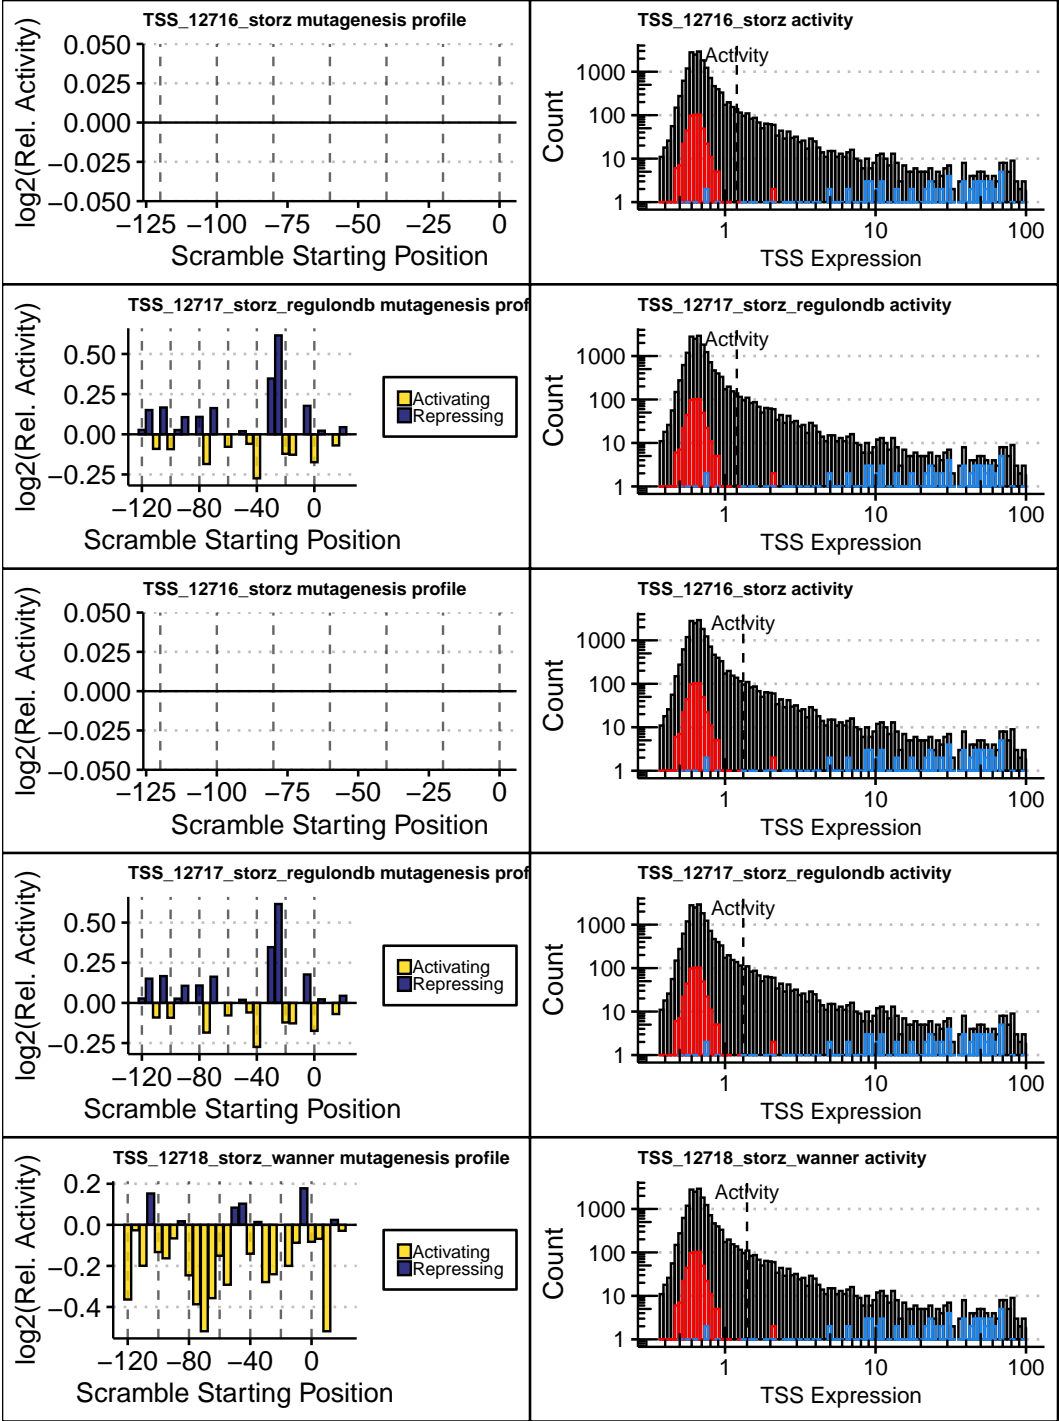 TSS_12716_storz mutagenesis profile
log2(Rel. Activity)
0.050
0.025
0.000
−0.025
−0.050
−125 −100 −75 −50 −25 0
Scramble Starting Position
TSS_12716_storz activity
Activity
Count
1000
100
10
1
1 10 100
TSS Expression
TSS_12717_storz_regulondb mutagenesis prof
log2(Rel. Activity)
0.50
0.25
0.00
−0.25
−120 −80 −40 0
Scramble Starting Position
Activating
Repressing
TSS_12717_storz_regulondb activity
Activity
Count
1000
100
10
1
1 10 100
TSS Expression
TSS_12716_storz mutagenesis profile
log2(Rel. Activity)
0.050
0.025
0.000
−0.025
−0.050
−125 −100 −75 −50 −25 0
Scramble Starting Position
TSS_12716_storz activity
Activity
Count
1000
100
10
1
1 10 100
TSS Expression
TSS_12717_storz_regulondb mutagenesis prof
log2(Rel. Activity)
0.50
0.25
0.00
−0.25
−120 −80 −40 0
Scramble Starting Position
Activating
Repressing
TSS_12717_storz_regulondb activity
Activity
Count
1000
100
10
1
1 10 100
TSS Expression
TSS_12718_storz_wanner mutagenesis profile
log2(Rel. Activity)
0.2
0.0
−0.2
−0.4
−120 −80 −40 0
Scramble Starting Position
Activating
Repressing
TSS_12718_storz_wanner activity
Activity
Count
1000
100
10
1
1 10 100
TSS Expression